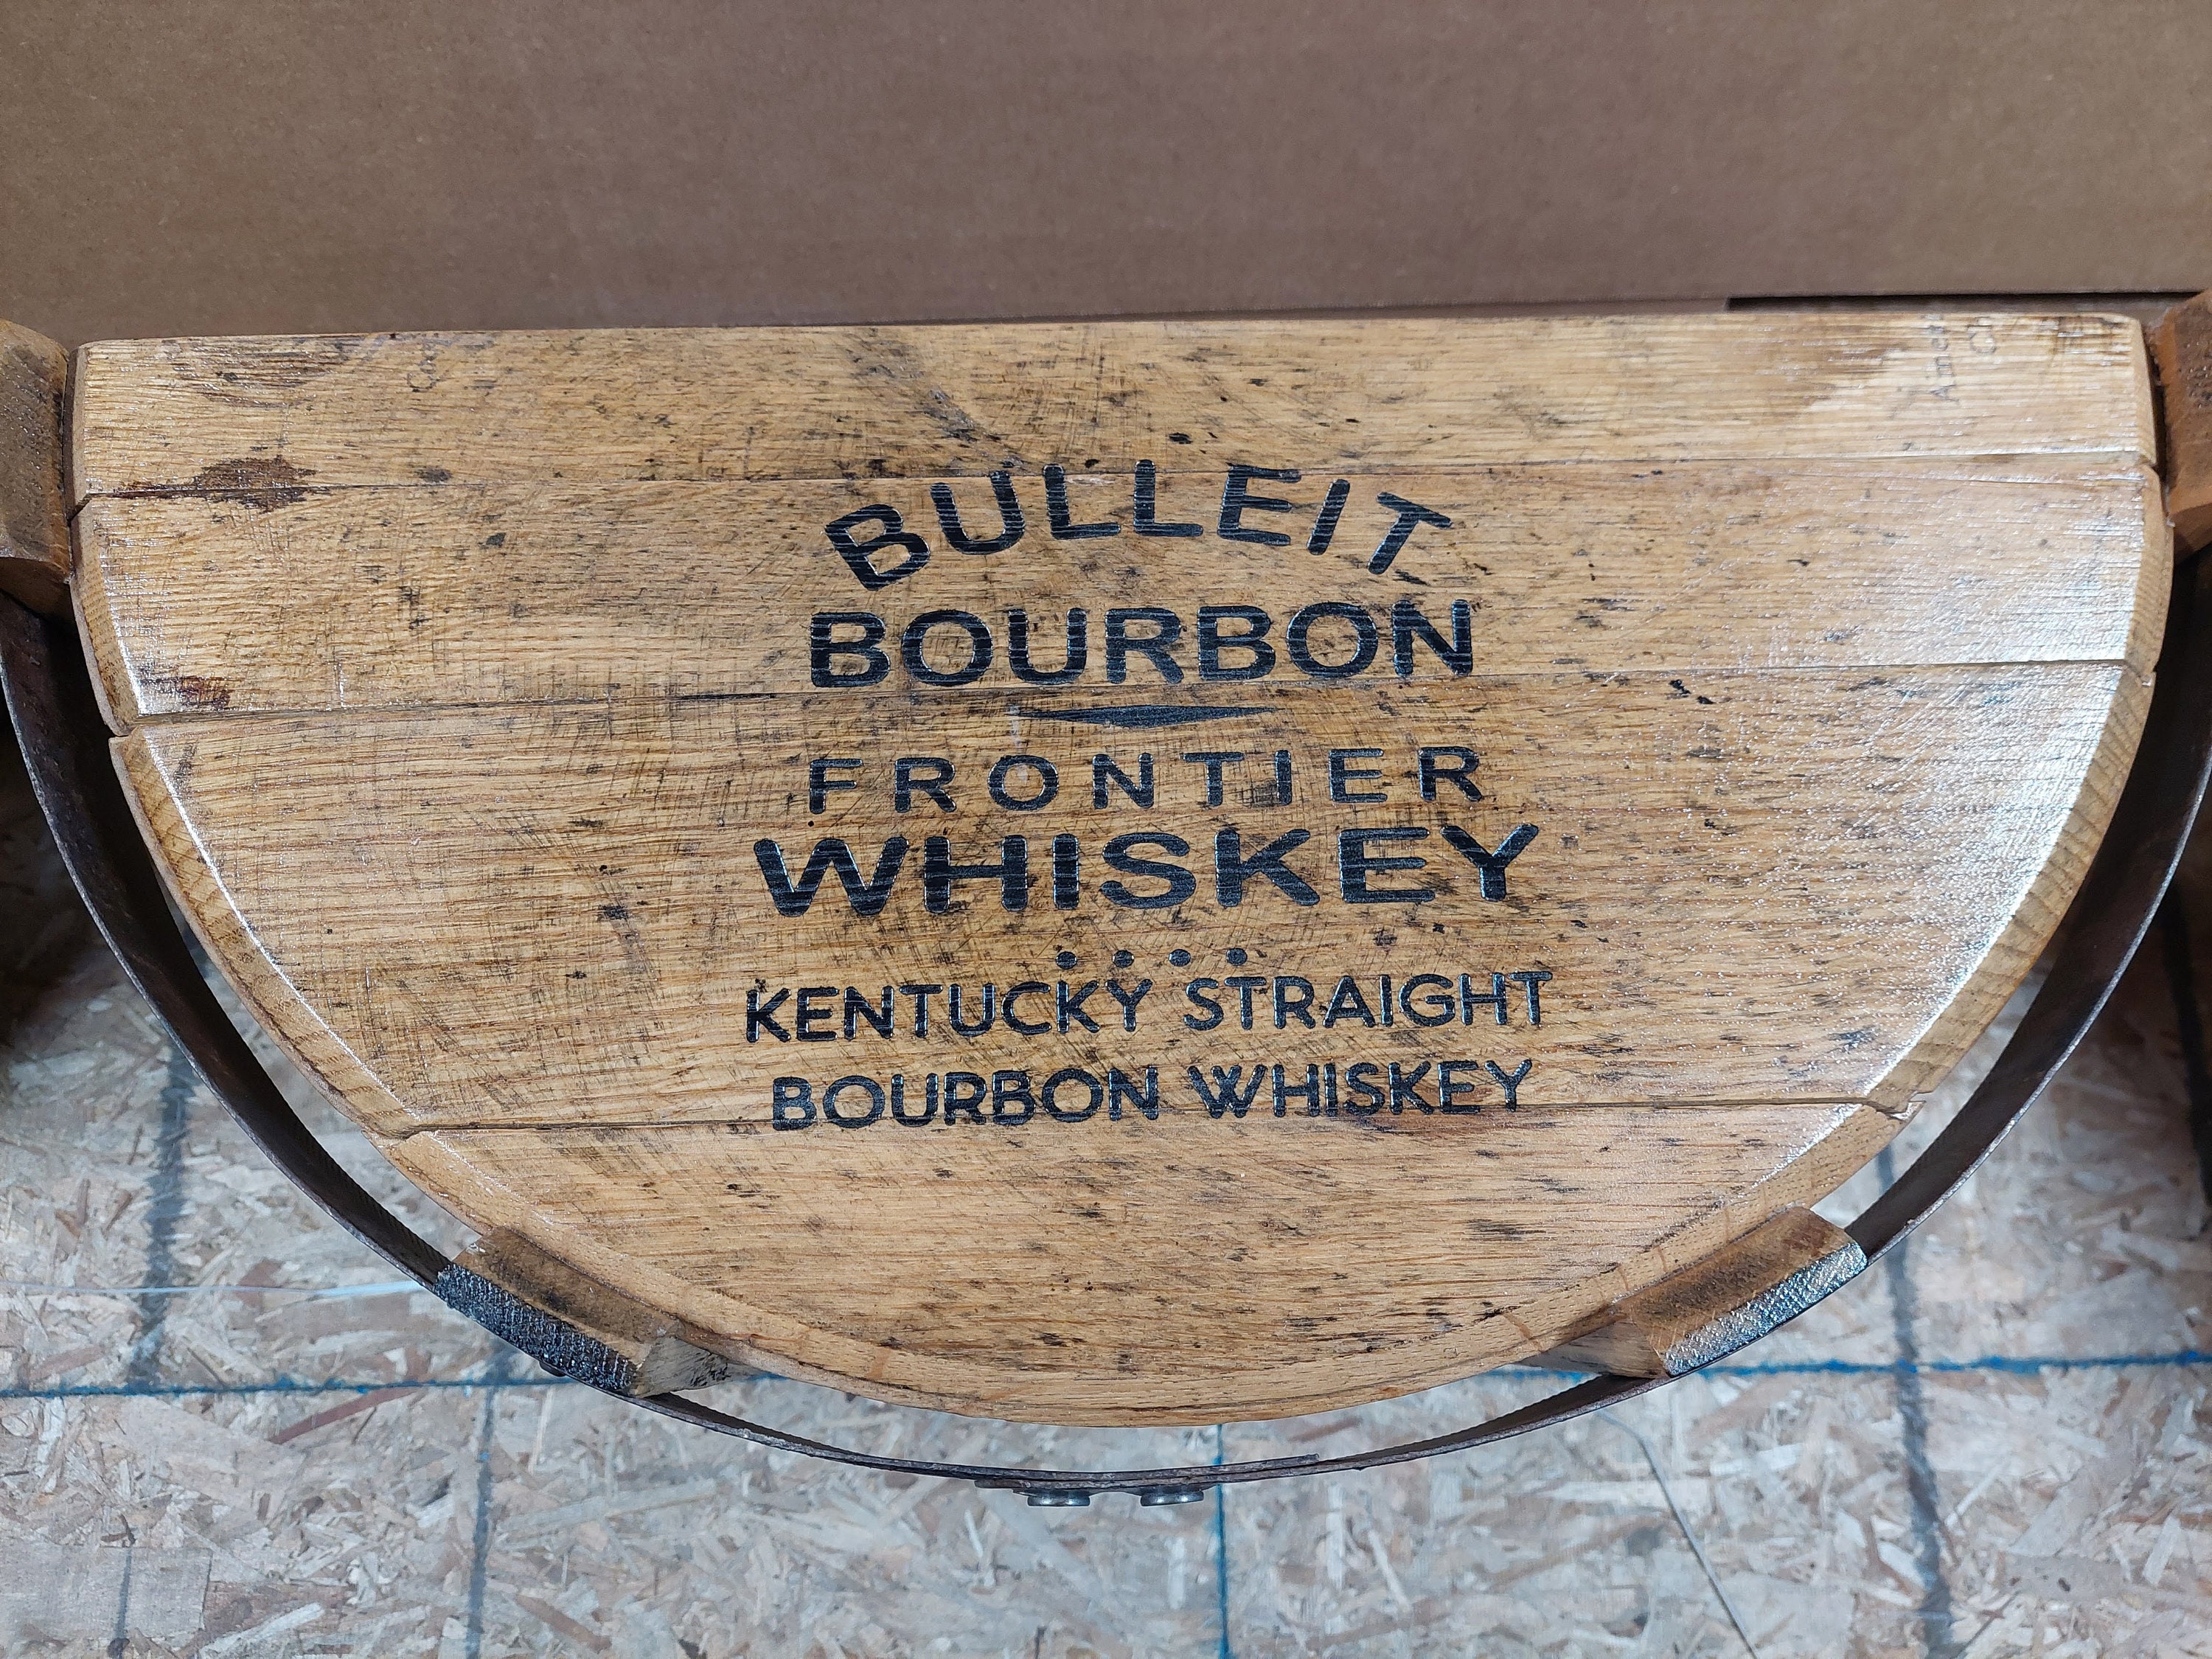 BULLEIT
BOURBON
FRONTIER
WHISKEY
KENTUCKY STRAIGHT
BOURBON WHISKEY